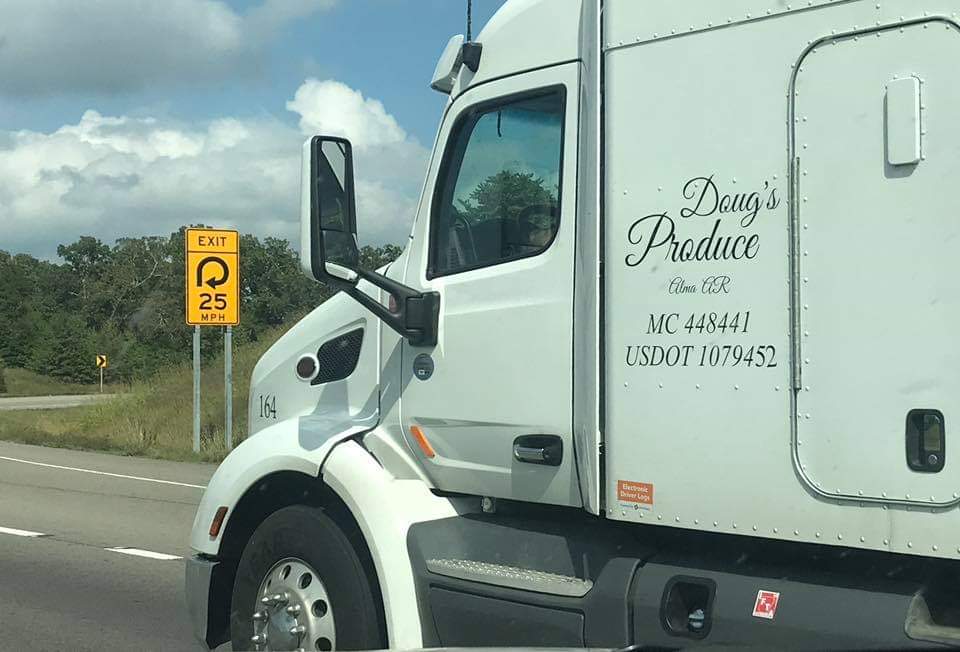 EXIT
25
MPH
164
Doug's
Produce
Alma AR
MC 448441
USDOT 1079452
Electronic
Driver Logs